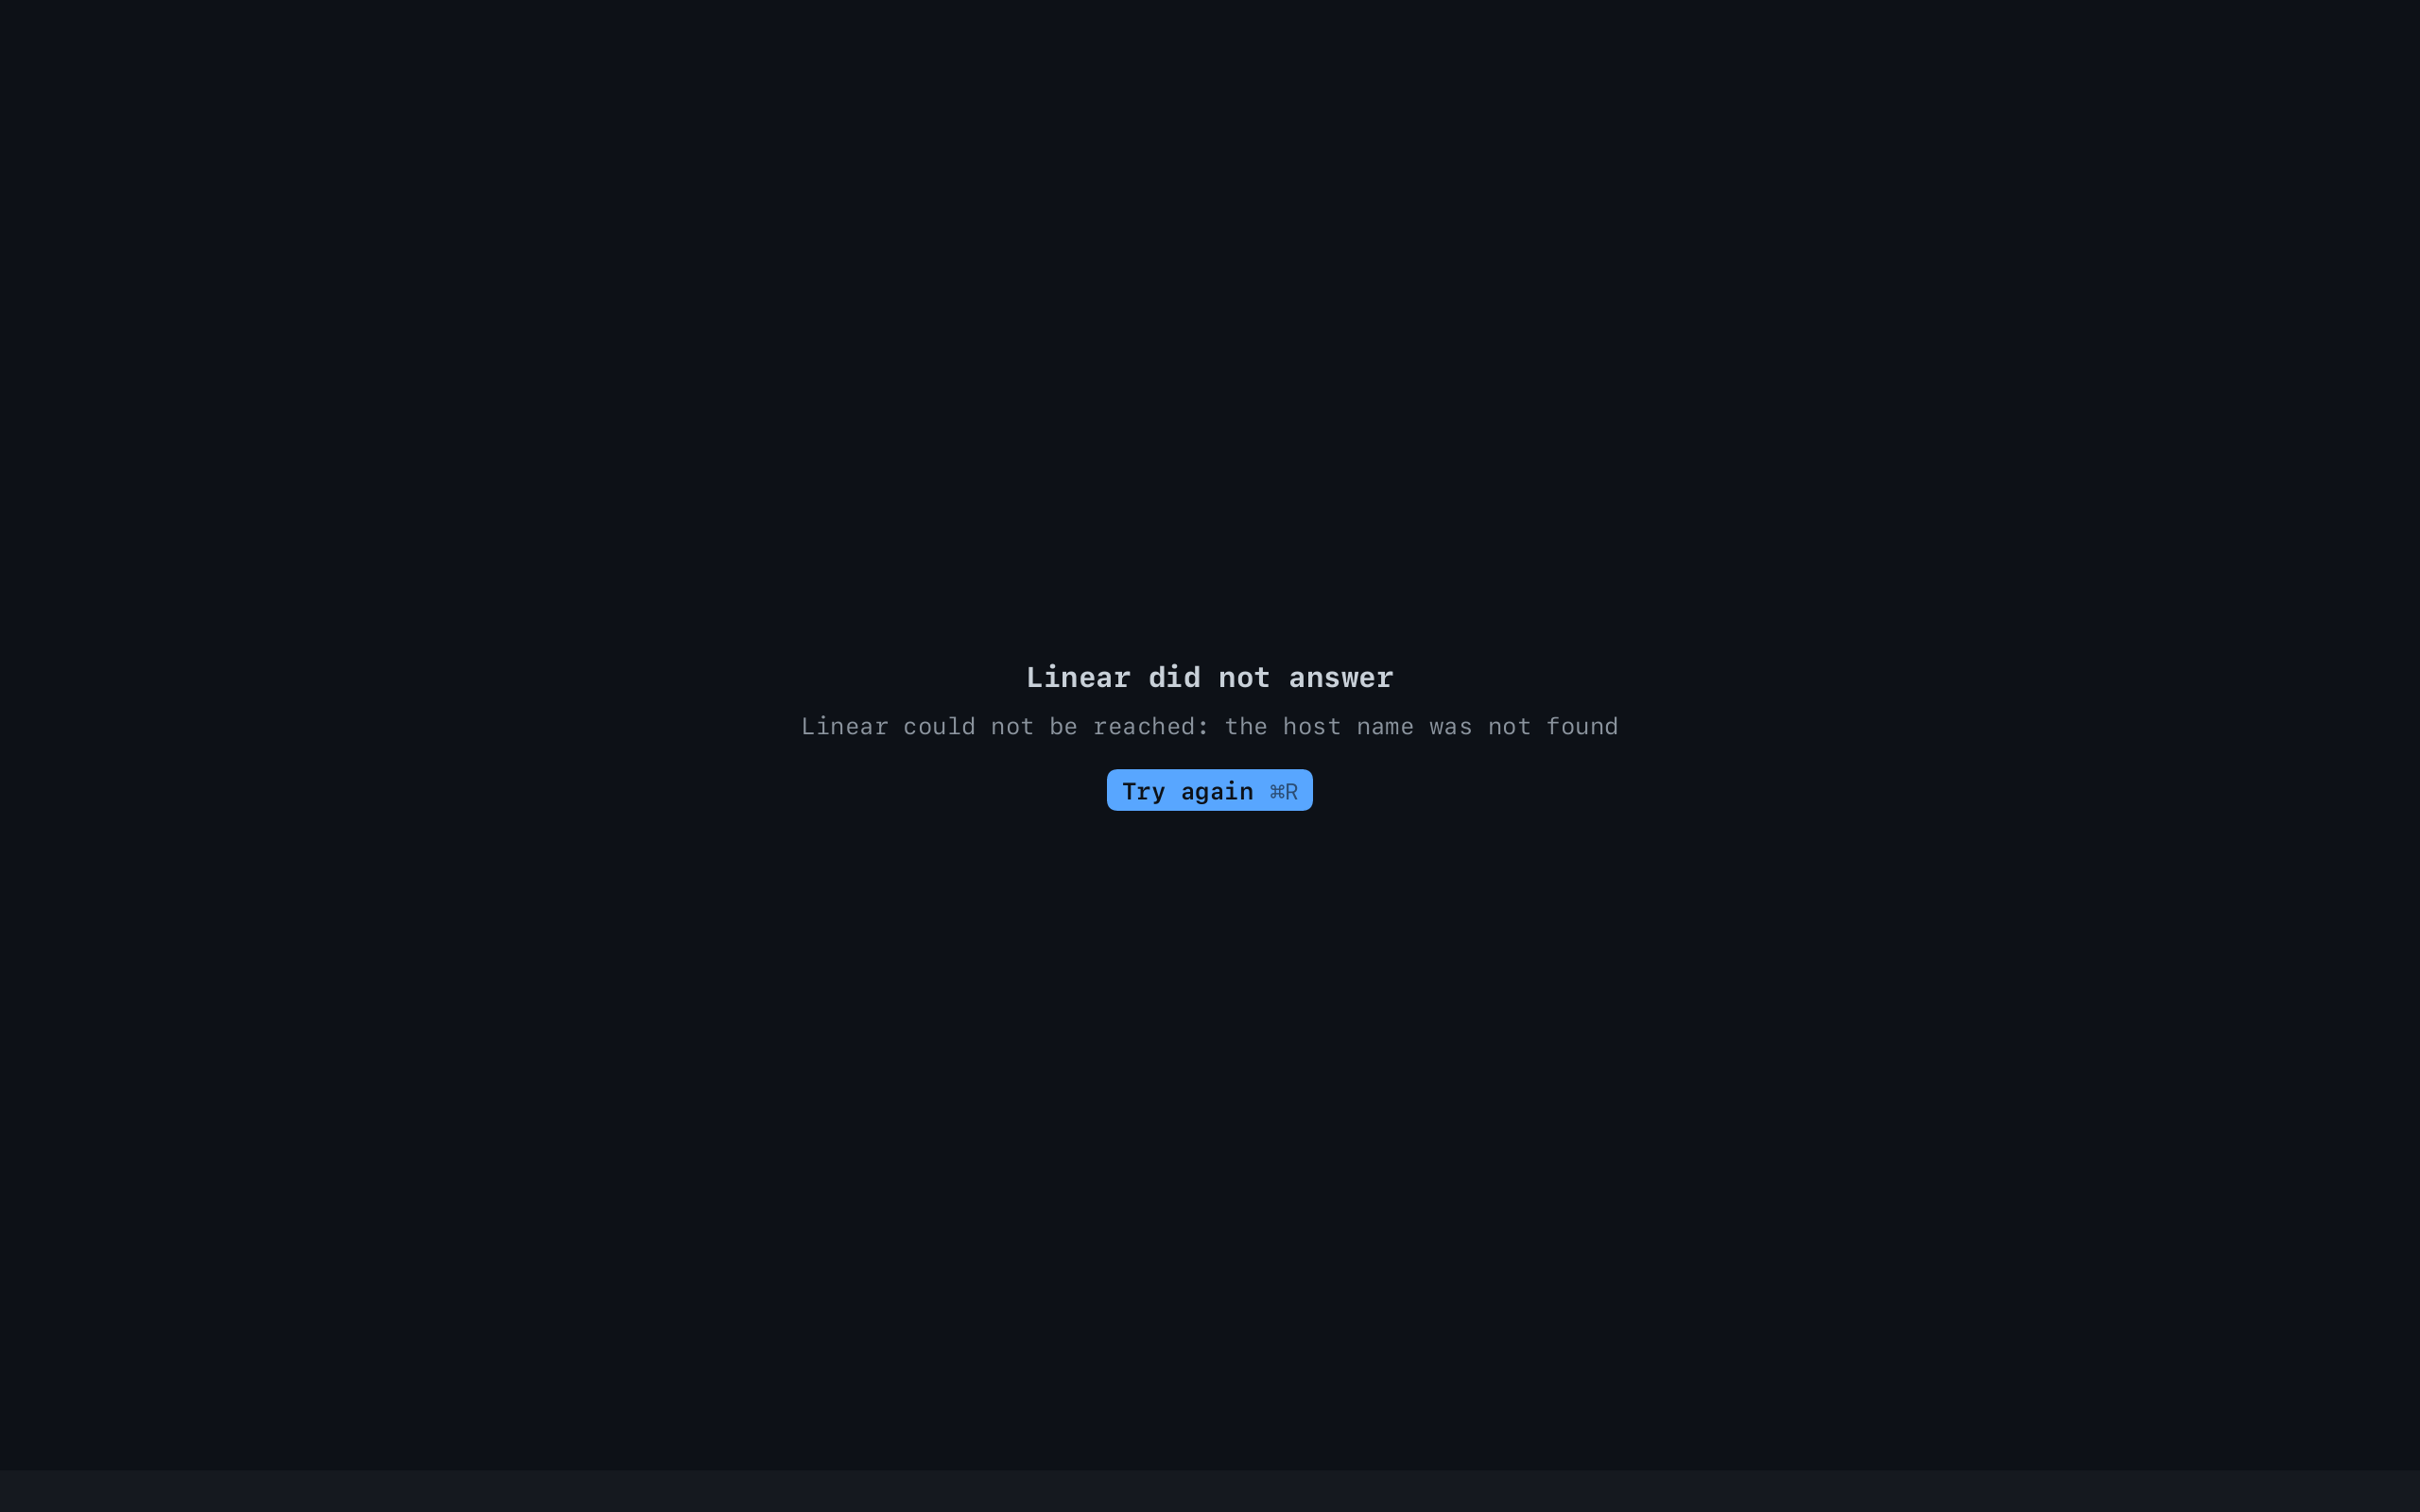 Linear did not answer
Linear could not be reached: the host name was not found
Try again ⌘R